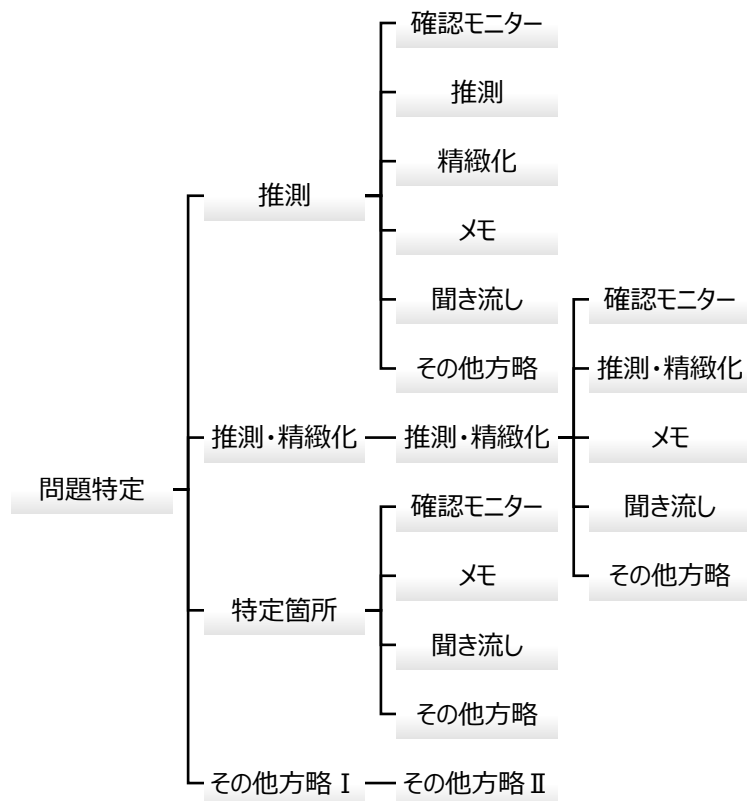 問題特定
推測
確認モニター
推測
精緻化
メモ
聞き流し
その他方略
推測・精緻化
推測・精緻化
確認モニター
推測・精緻化
メモ
聞き流し
その他方略
特定箇所
確認モニター
メモ
聞き流し
その他方略
その他方略Ⅰ
その他方略Ⅱ